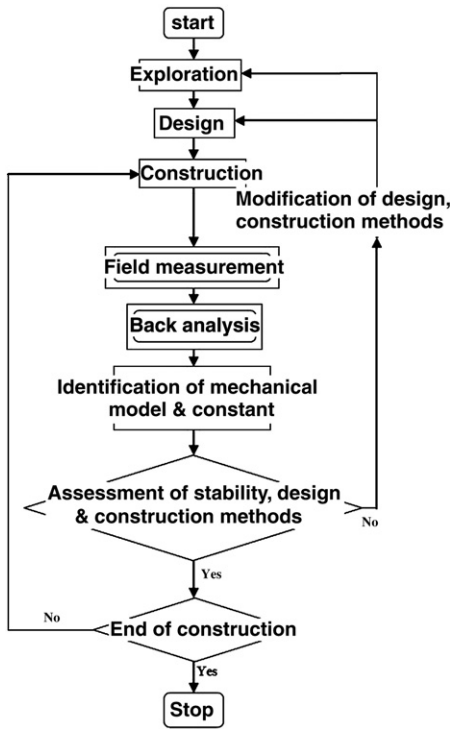 start
Exploration
Design
Construction
Modification of design,
construction methods
Field measurement
Back analysis
Identification of mechanical
model & constant
Assessment of stability, design
& construction methods
No
Yes
No
End of construction
Yes
Stop